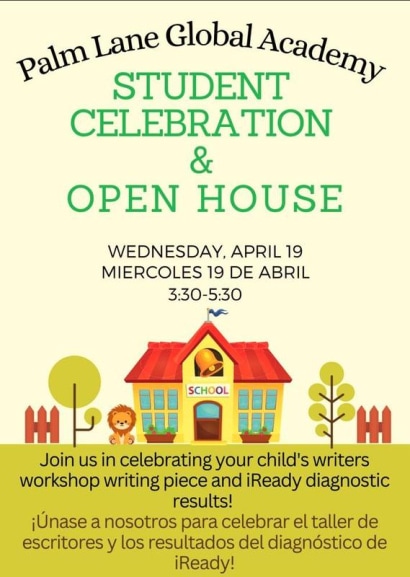 Palm Lane Global Academy
STUDENT
CELEBRATION
&
OPEN HOUSE
WEDNESDAY, APRIL 19
MIERCOLES 19 DE ABRIL
3:30-5:30
SCHOOL
Join us in celebrating your child's writers
workshop writing piece and iReady diagnostic
results!
¡Únase a nosotros para celebrar el taller de
escritores y los resultados del diagnóstico de
iReady!